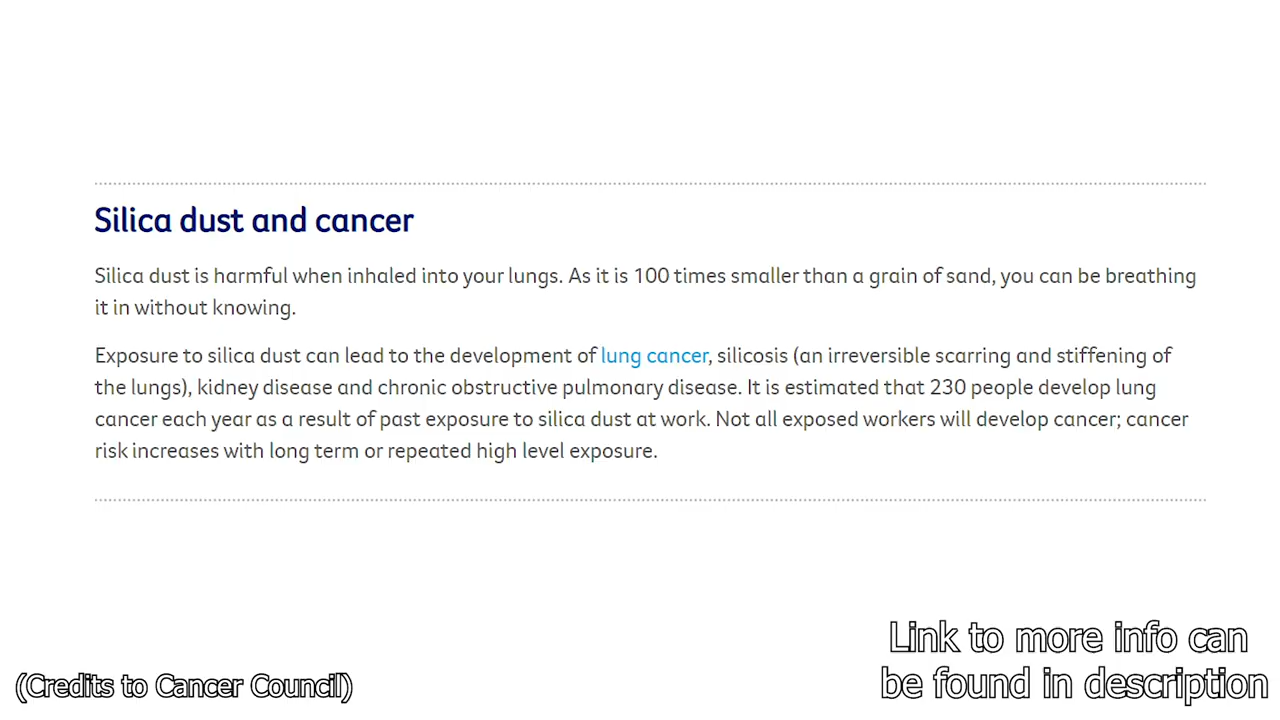 Silica dust and cancer
Silica dust is harmful when inhaled into your lungs. As it is 100 times smaller than a grain of sand, you can be breathing
it in without knowing.
Exposure to silica dust can lead to the development of lung cancer, silicosis (an irreversible scarring and stiffening of
the lungs), kidney disease and chronic obstructive pulmonary disease. It is estimated that 230 people develop lung
cancer each year as a result of past exposure to silica dust at work. Not all exposed workers will develop cancer; cancer
risk increases with long term or repeated high level exposure.
Link to more info can
be found in description
(Credits to Cancer Council)